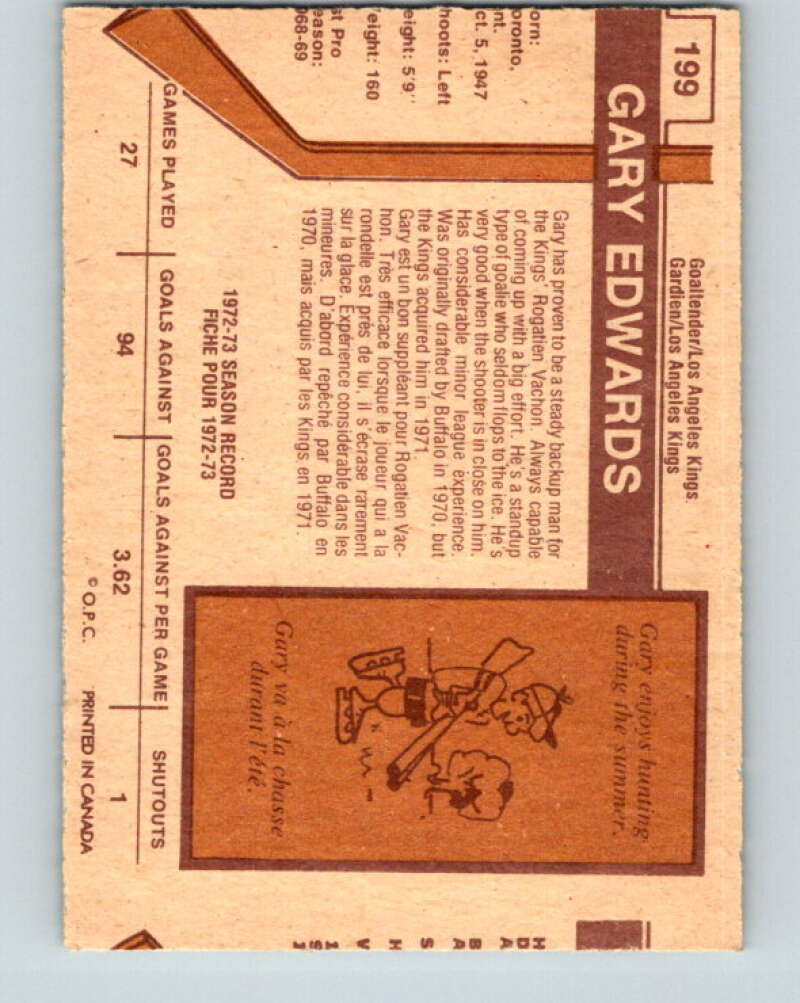 199
GARY EDWARDS
Goaltender/Los Angeles Kings
Gardien/Los Angeles Kings
orn:
oronto,
nt.
ct. 5, 1947
hoots: Left
eight: 5'9"
eight: 160
st Pro
eason:
968-69
Gary has proven to be a steady backup man for
the Kings' Rogatien Vachon. Always capable
of coming up with a big effort. He's a standup
type of goalie who seldom flops to the ice. He's
very good when the shooter is in close on him.
Has considerable minor league experience.
Was originally drafted by Buffalo in 1970, but
the Kings acquired him in 1971.
Gary est un bon suppléant pour Rogatien Vac-
hon. Trés efficace lorsque le joueur qui a la
rondelle est prés de lui, il s'écrase rarement
sur la glace. Expérience considérable dans les
mineures. D'abord repêché par Buffalo en
1970, mais acquis par les Kings en 1971.
Gary enjoys hunting
during the summer.
Gary va à la chasse
durant l'été.
1972-73 SEASON RECORD
FICHE POUR 1972-73
GAMES PLAYED GOALS AGAINST GOALS AGAINST PER GAME SHUTOUTS
27 94 3.62 1
© O.P.C. PRINTED IN CANADA
H
D
A
B
A
S
H
V
1
S
1